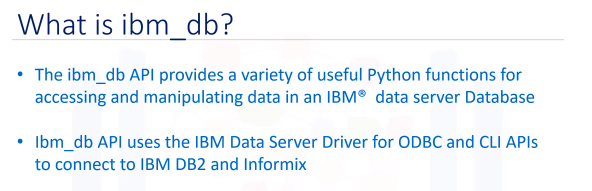 What is ibm_db?
• The ibm_db API provides a variety of useful Python functions for
accessing and manipulating data in an IBM® data server Database
• Ibm_db API uses the IBM Data Server Driver for ODBC and CLI APIs
to connect to IBM DB2 and Informix